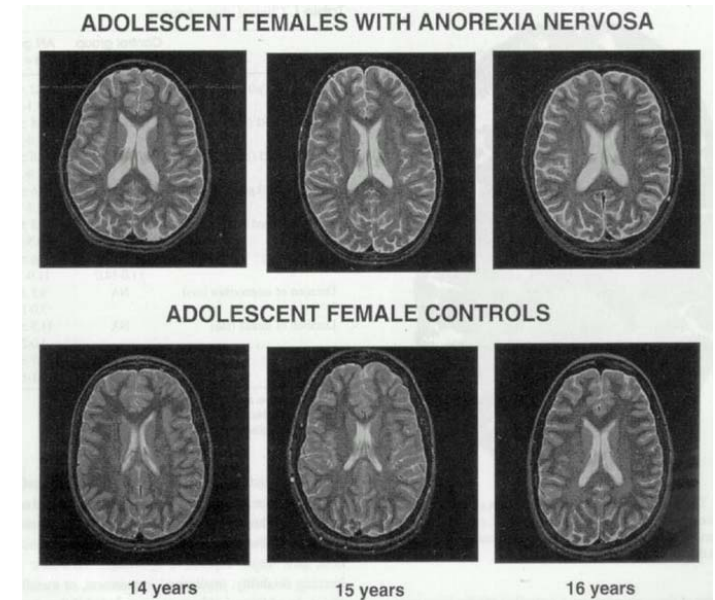 ADOLESCENT FEMALES WITH ANOREXIA NERVOSA
ADOLESCENT FEMALE CONTROLS
14 years
15 years
16 years